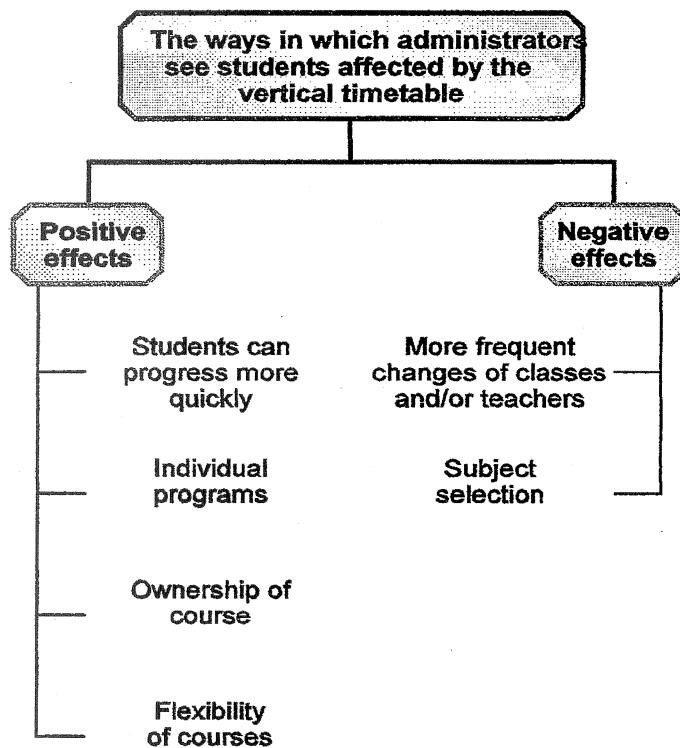 The ways in which administrators
see students affected by the
vertical timetable
Positive
effects
Negative
effects
Students can
progress more
quickly
Individual
programs
Ownership of
course
Flexibility
of courses
More frequent
changes of classes
and/or teachers
Subject
selection